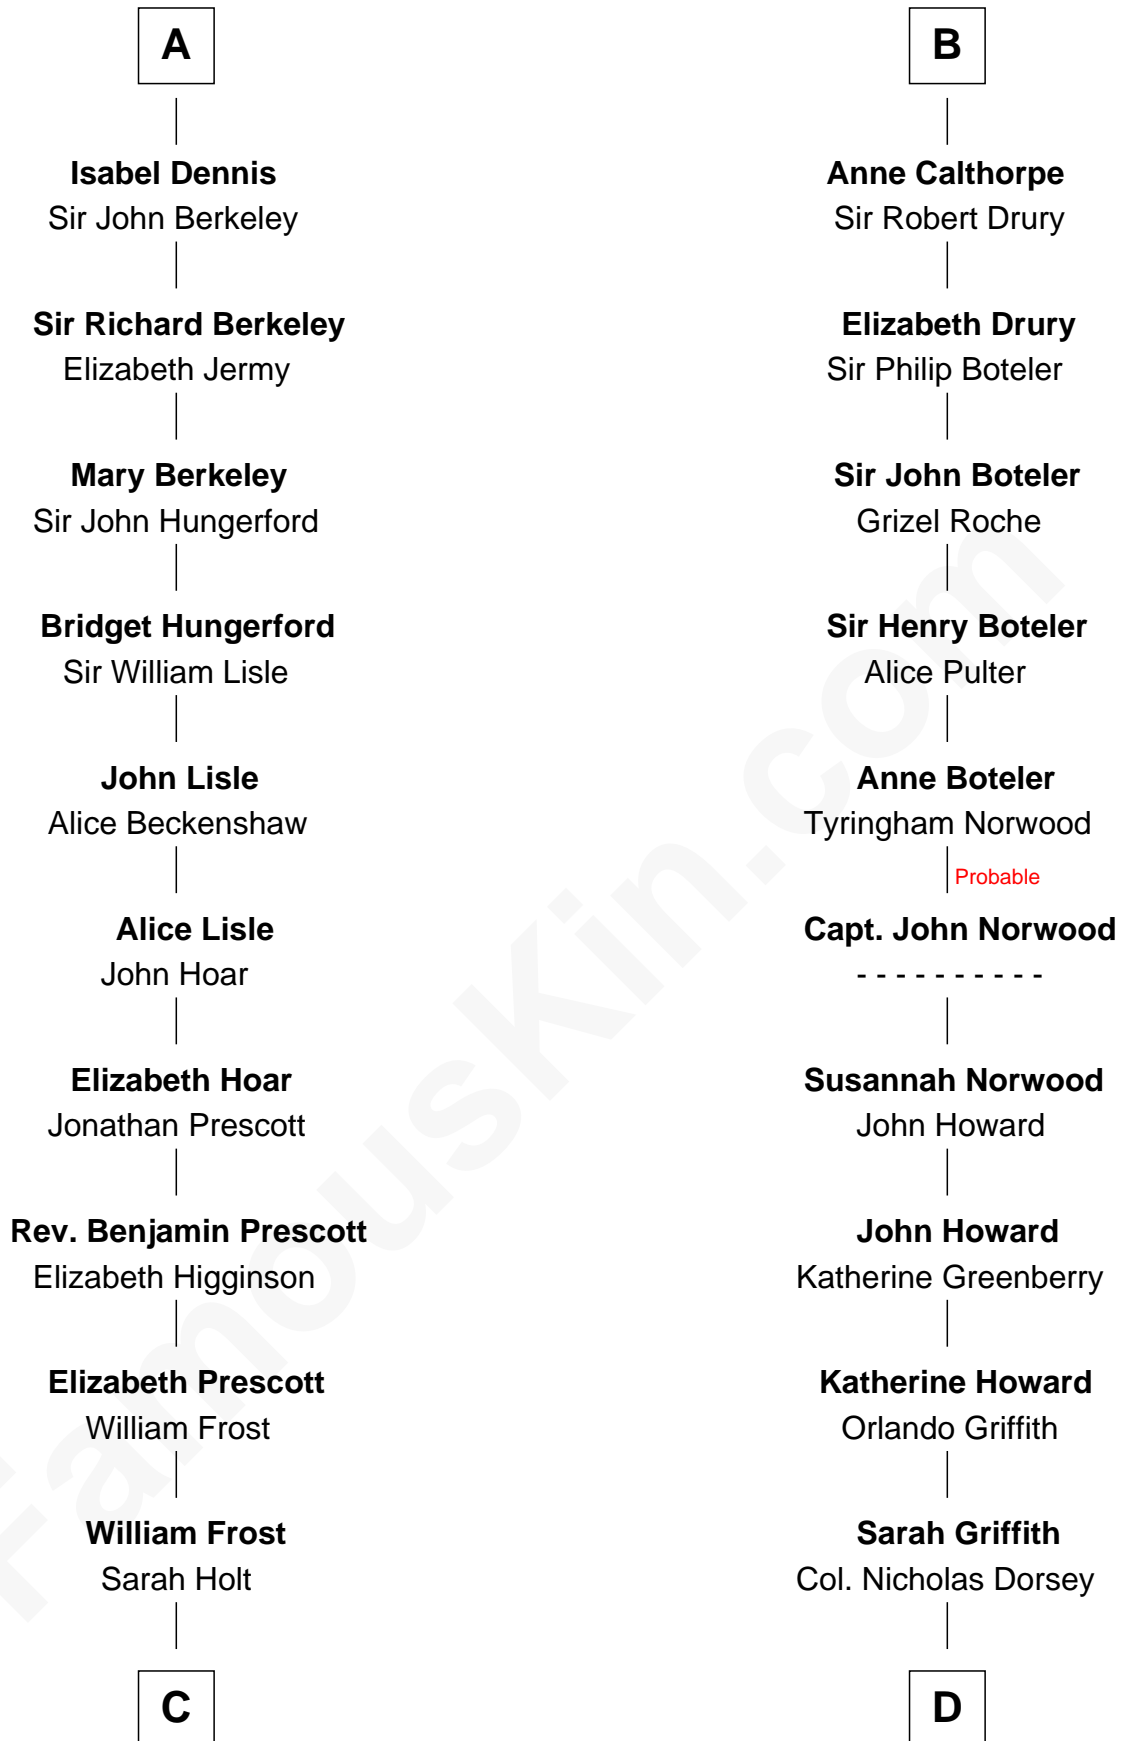 A
Isabel Dennis
Sir John Berkeley
Sir Richard Berkeley
Elizabeth Jermy
Mary Berkeley
Sir John Hungerford
Bridget Hungerford
Sir William Lisle
John Lisle
Alice Beckenshaw
Alice Lisle
John Hoar
Elizabeth Hoar
Jonathan Prescott
Rev. Benjamin Prescott
Elizabeth Higginson
Elizabeth Prescott
William Frost
William Frost
Sarah Holt
C
B
Anne Calthorpe
Sir Robert Drury
Elizabeth Drury
Sir Philip Boteler
Sir John Boteler
Grizel Roche
Sir Henry Boteler
Alice Pulter
Anne Boteler
Tyringham Norwood
Probable
Capt. John Norwood
- - - - - - - - - -
Susannah Norwood
John Howard
John Howard
Katherine Greenberry
Katherine Howard
Orlando Griffith
Sarah Griffith
Col. Nicholas Dorsey
D
FamousKin.com